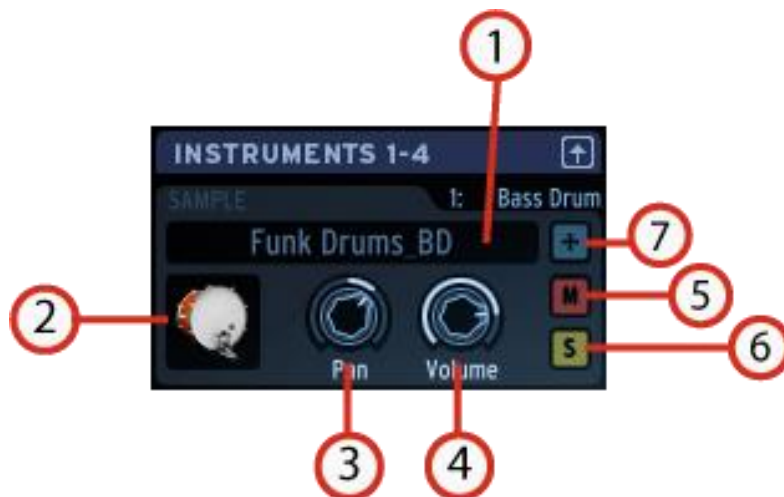 1
INSTRUMENTS 1-4
SAMPLE 1: Bass Drum
Funk Drums_BD + 7
2 M 5
S 6
Pan Volume
3 4